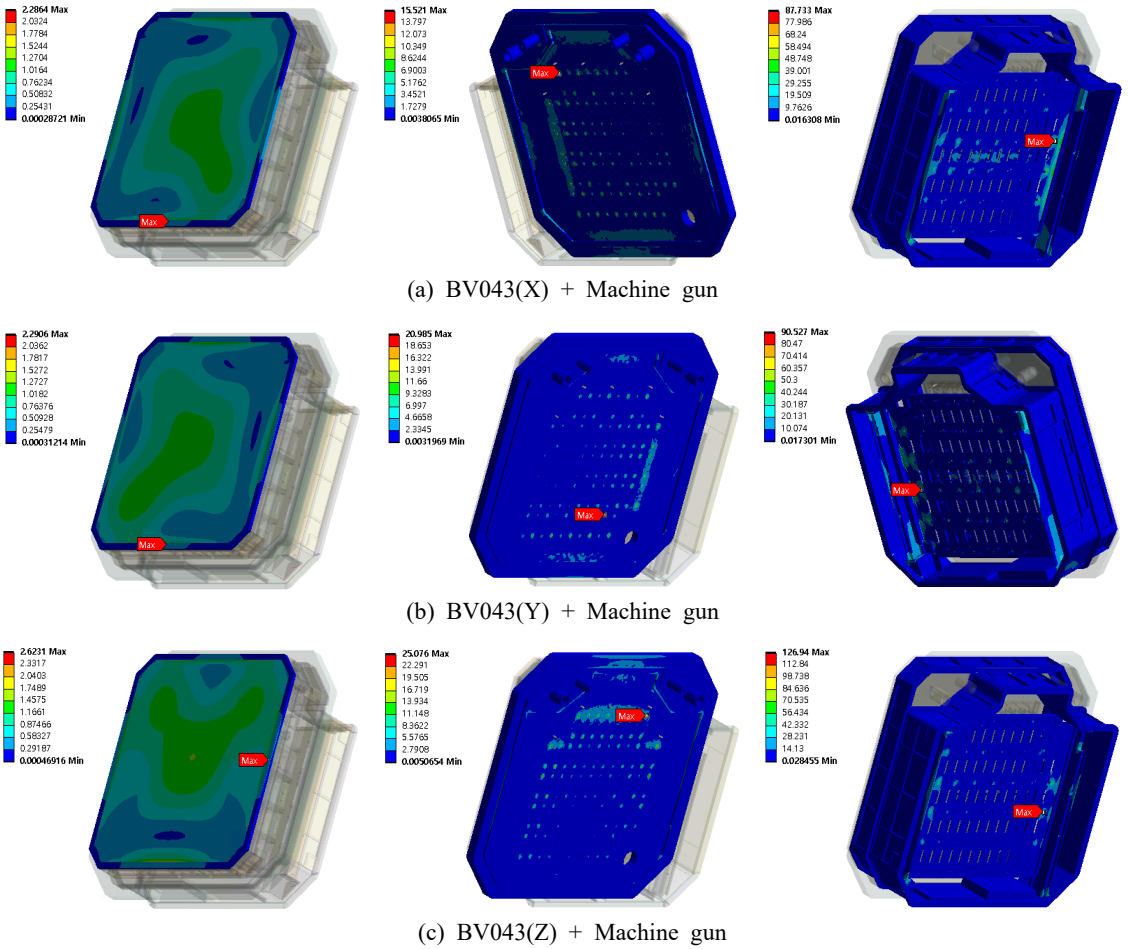 2.2864 Max
2.0324
1.7784
1.5244
1.2704
1.0164
0.76234
0.50832
0.25431
0.00028721 Min
Max
15.521 Max
13.797
12.073
10.349
8.6244
6.9003
5.1762
3.4521
1.7279
0.0038065 Min
Max
87.733 Max
77.986
68.24
58.494
48.748
39.001
29.255
19.509
9.7626
0.016308 Min
Max
(a) BV043(X) + Machine gun
2.2906 Max
2.0362
1.7817
1.5272
1.2727
1.0182
0.76376
0.50928
0.25479
0.00031214 Min
Max
20.985 Max
18.653
16.322
13.991
11.66
9.3283
6.997
4.6658
2.3345
0.0031969 Min
Max
90.527 Max
80.47
70.414
60.357
50.3
40.244
30.187
20.131
10.074
0.017301 Min
Max
(b) BV043(Y) + Machine gun
2.6231 Max
2.3317
2.0403
1.7489
1.4575
1.1661
0.87466
0.58327
0.29187
0.00046916 Min
Max
25.076 Max
22.291
19.505
16.719
13.934
11.148
8.3622
5.5765
2.7908
0.0050654 Min
Max
126.94 Max
112.84
98.738
84.636
70.535
56.434
42.332
28.231
14.13
0.028455 Min
Max
(c) BV043(Z) + Machine gun